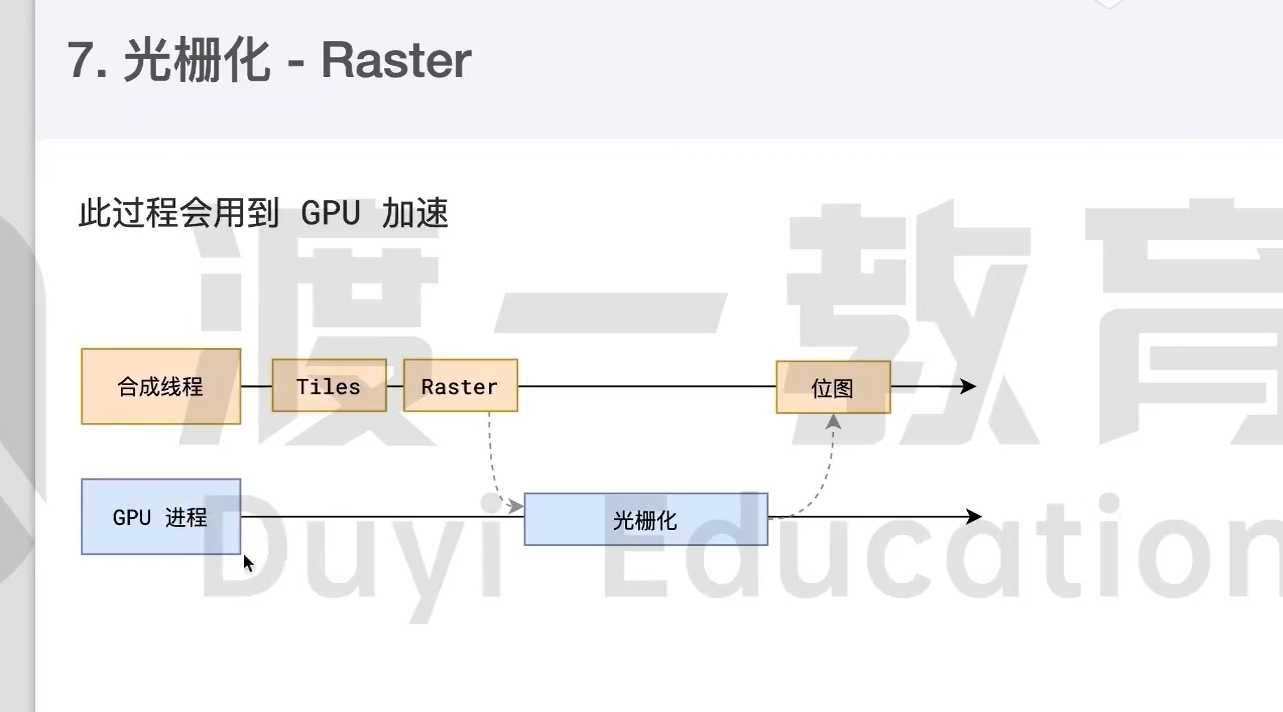 7. 光栅化 - Raster
此过程会用到 GPU 加速
渡一教育
合成线程
Tiles
Raster
位图
GPU 进程
光栅化
Duyi Education